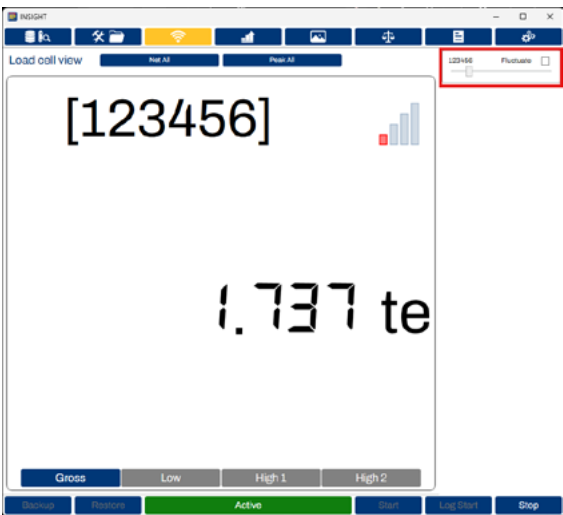 INSIGHT
Load cell view
Net All
Peak All
123456
Fluctuate
[123456]
1.737 te
Gross
Low
High 1
High 2
Backup
Restore
Active
Start
Log Start
Stop